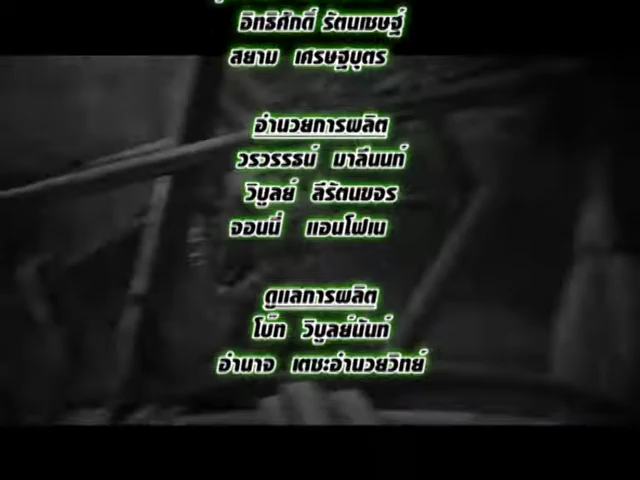 อิทธิศักดิ์ รัตนเชษฐ์
สยาม เศรษฐบุตร
อำนวยการผลิต
วรวรรธน์ มาลีนนท์
วิบูลย์ ลีรัตนขจร
จอนนี่ แอนโฟเน
ดูแลการผลิต
โบ๊ท วิบูลย์นันท์
อำนาจ เตชะอำนวยวิทย์